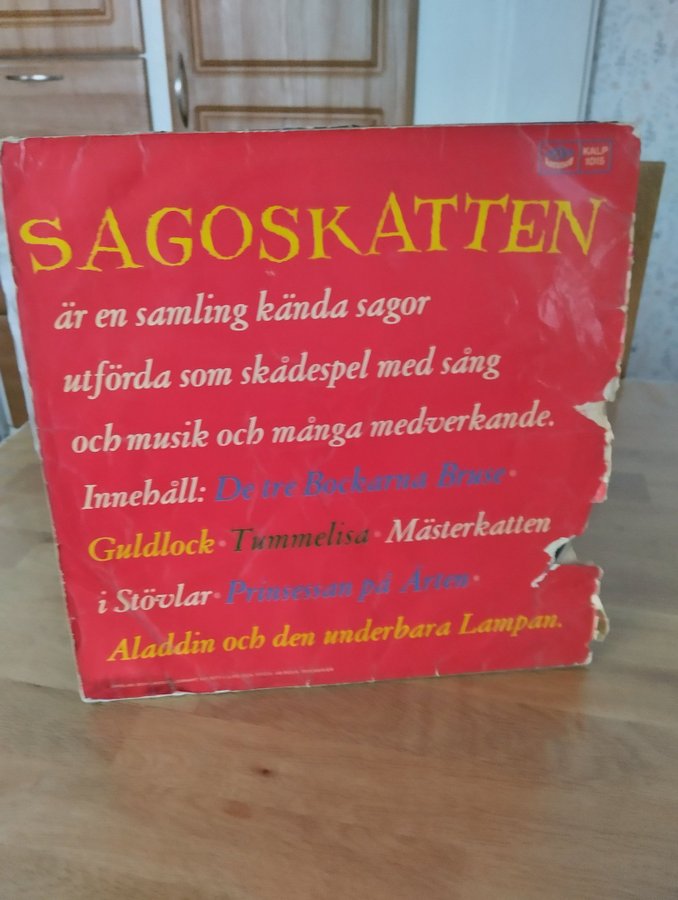 KALP
1015
SAGOSKATTEN
är en samling kända sagor
utförda som skådespel med sång
och musik och många medverkande.
Innehåll: De tre Bockarna Bruse •
Guldlock • Tummelisa • Mästerkatten
i Stövlar • Prinsessan på Ärten •
Aladdin och den underbara Lampan.